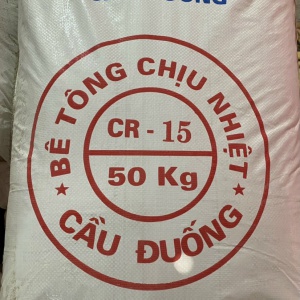 BÊ TÔNG CHỊU NHIỆT
CR - 15
50 Kg
CẦU ĐUỐNG